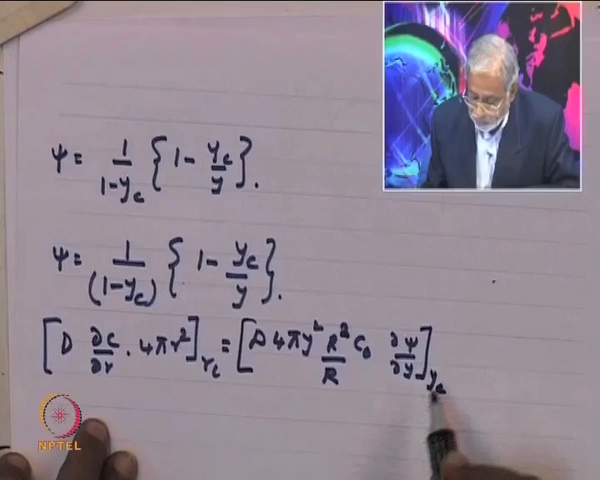 ψ = 1/(1-y_c) { 1 - y_c/y }.
ψ = 1/(1-y_c) { 1 - y_c/y }.
[ D ∂C/∂r . 4πr² ]_{r_c} = [ D 4πy² R²/R C_0 ∂ψ/∂y ]_{y_c}
NPTEL